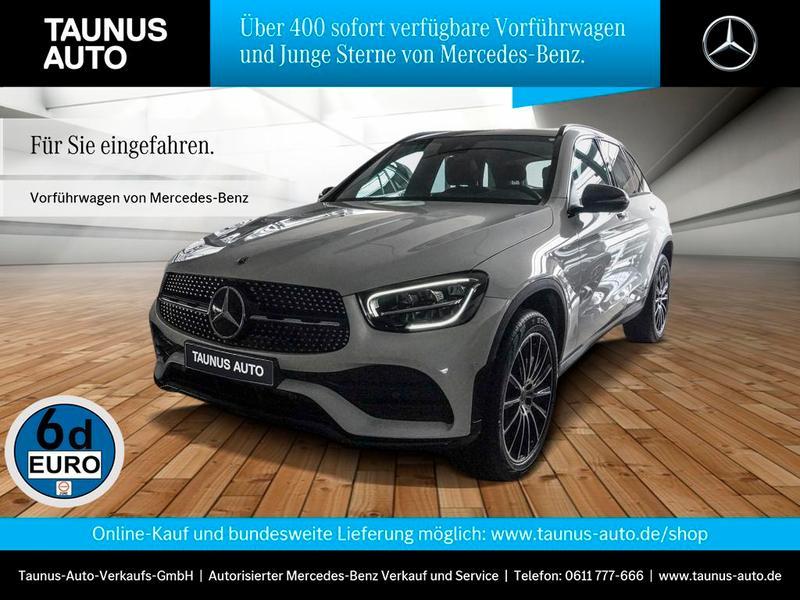 TAUNUS
AUTO
Über 400 sofort verfügbare Vorführwagen
und Junge Sterne von Mercedes-Benz.
Für Sie eingefahren.
Vorführwagen von Mercedes-Benz
TAUNUS AUTO
6d
EURO
Online-Kauf und bundesweite Lieferung möglich: www.taunus-auto.de/shop
Taunus-Auto-Verkaufs-GmbH | Autorisierter Mercedes-Benz Verkauf und Service | Telefon: 0611 777-666 | www.taunus-auto.de